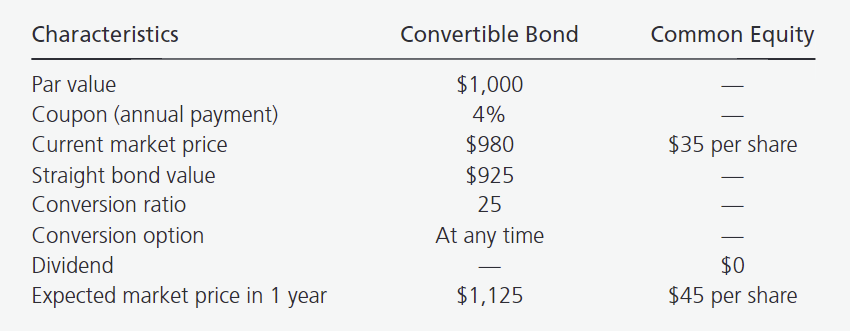 Characteristics Convertible Bond Common Equity
Par value $1,000 —
Coupon (annual payment) 4% —
Current market price $980 $35 per share
Straight bond value $925 —
Conversion ratio 25 —
Conversion option At any time —
Dividend — $0
Expected market price in 1 year $1,125 $45 per share